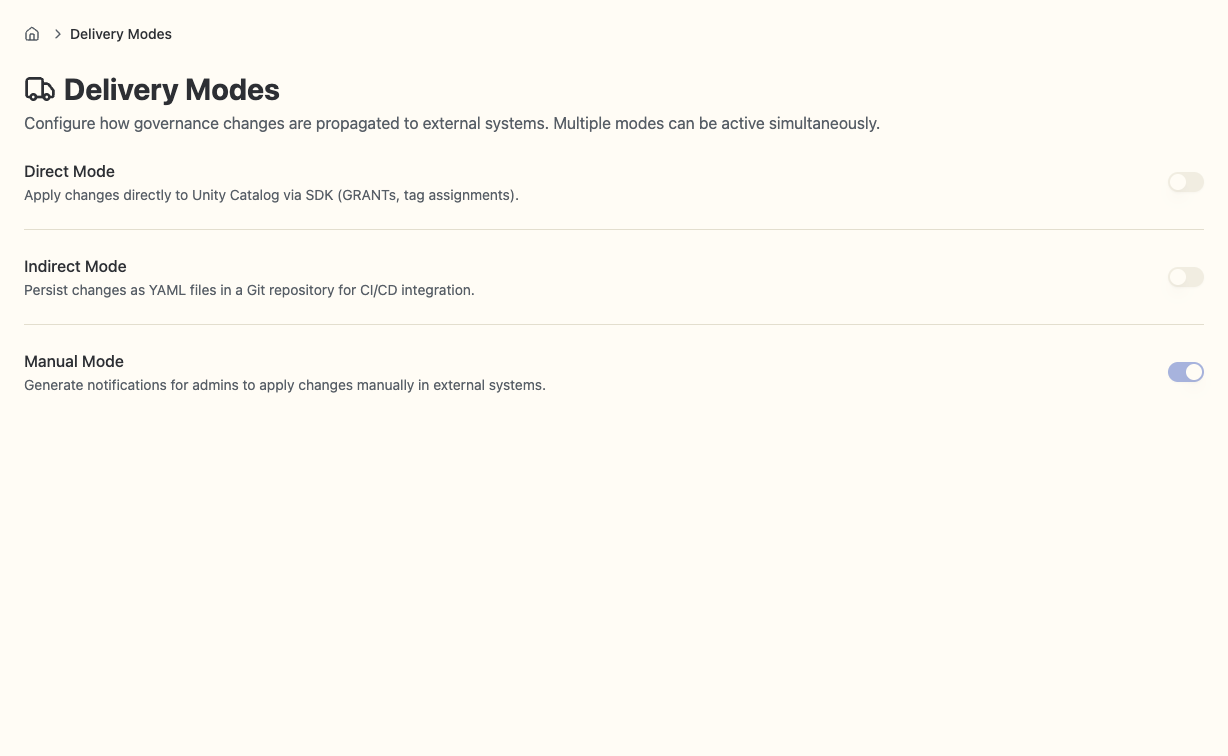 Delivery Modes
Delivery Modes
Configure how governance changes are propagated to external systems. Multiple modes can be active simultaneously.
Direct Mode
Apply changes directly to Unity Catalog via SDK (GRANTs, tag assignments).
Indirect Mode
Persist changes as YAML files in a Git repository for CI/CD integration.
Manual Mode
Generate notifications for admins to apply changes manually in external systems.